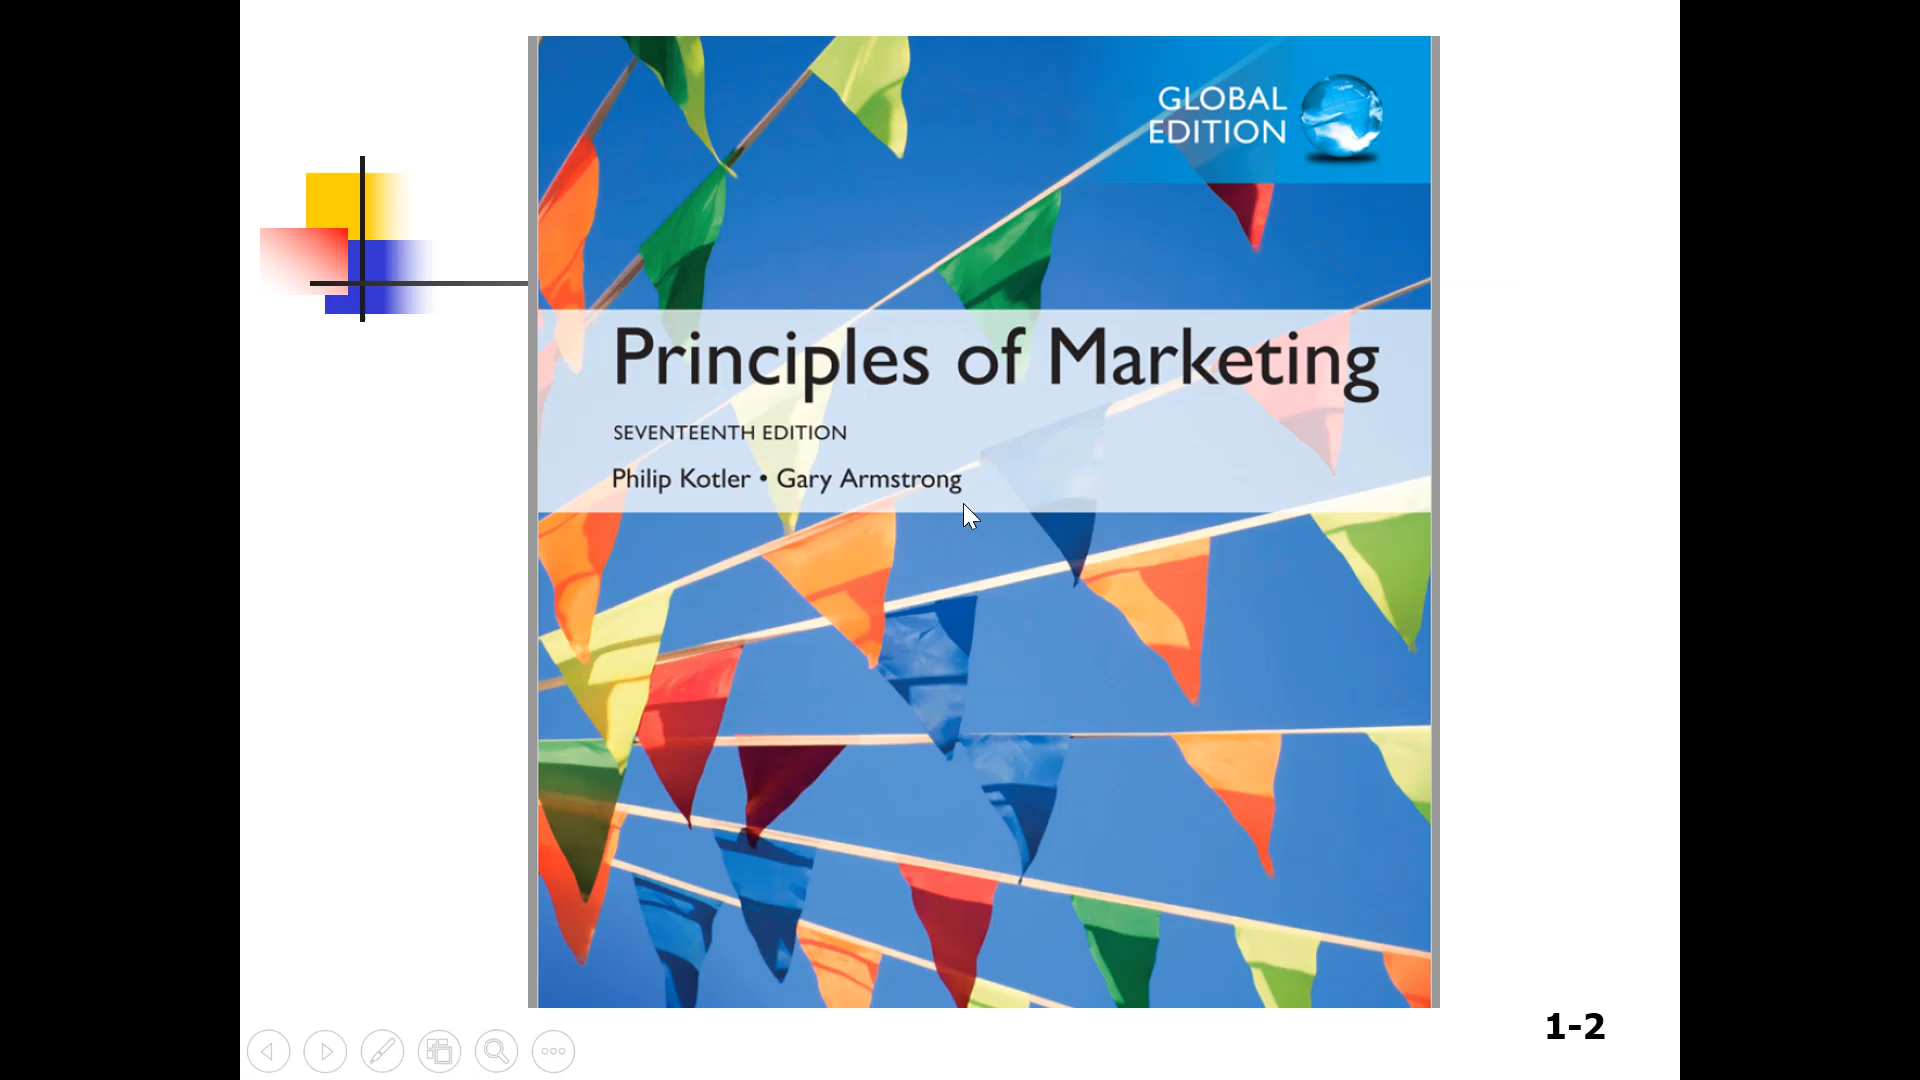 GLOBAL
EDITION
Principles of Marketing
SEVENTEENTH EDITION
Philip Kotler • Gary Armstrong
1-2